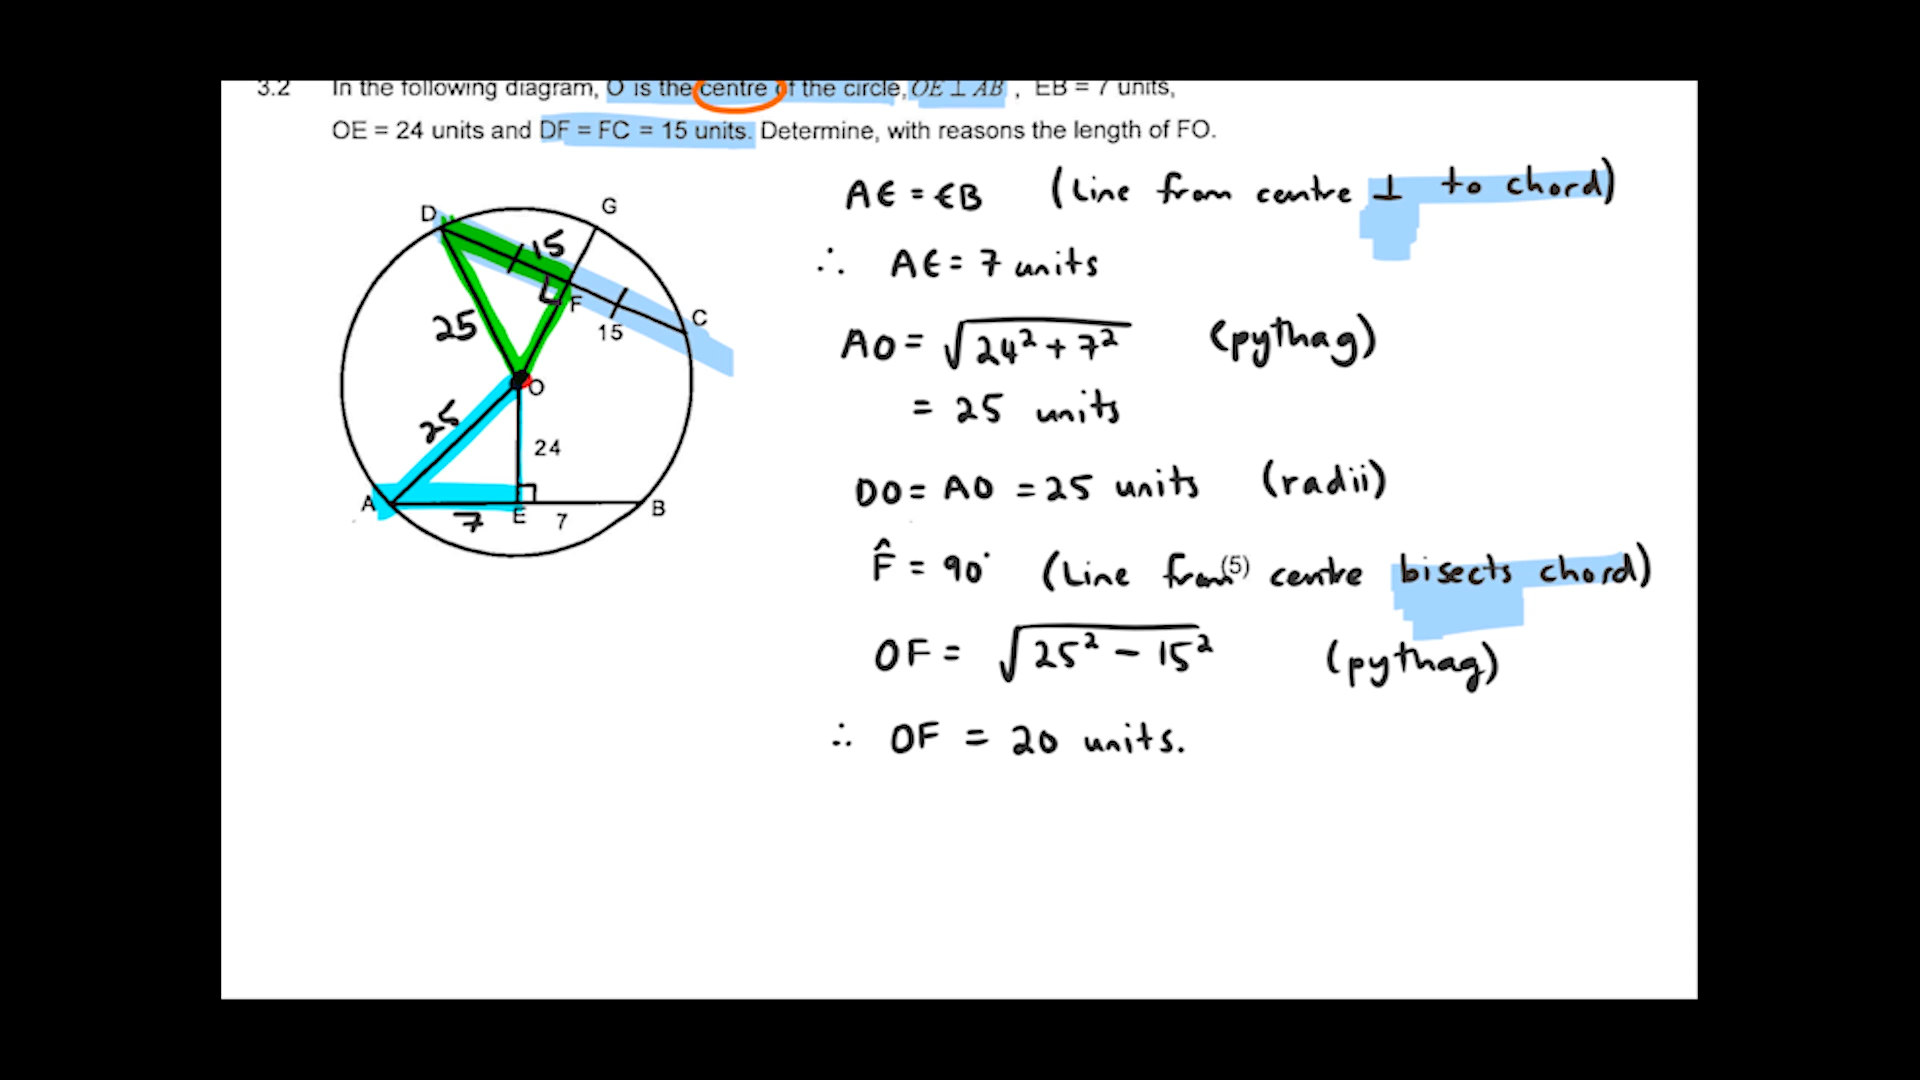 3.2 In the following diagram, O is the centre of the circle, OE ⊥ AB , EB = 7 units,
OE = 24 units and DF = FC = 15 units. Determine, with reasons the length of FO.
AE = EB (Line from centre ⊥ to chord)
∴ AE = 7 units
AO = √24² + 7² (pythag)
= 25 units
DO = AO = 25 units (radii)
F̂ = 90° (Line from centre bisects chord)
(5)
OF = √25² − 15² (pythag)
∴ OF = 20 units.
D
G
15
F
C
15
25
O
25
24
A
E
B
7
7